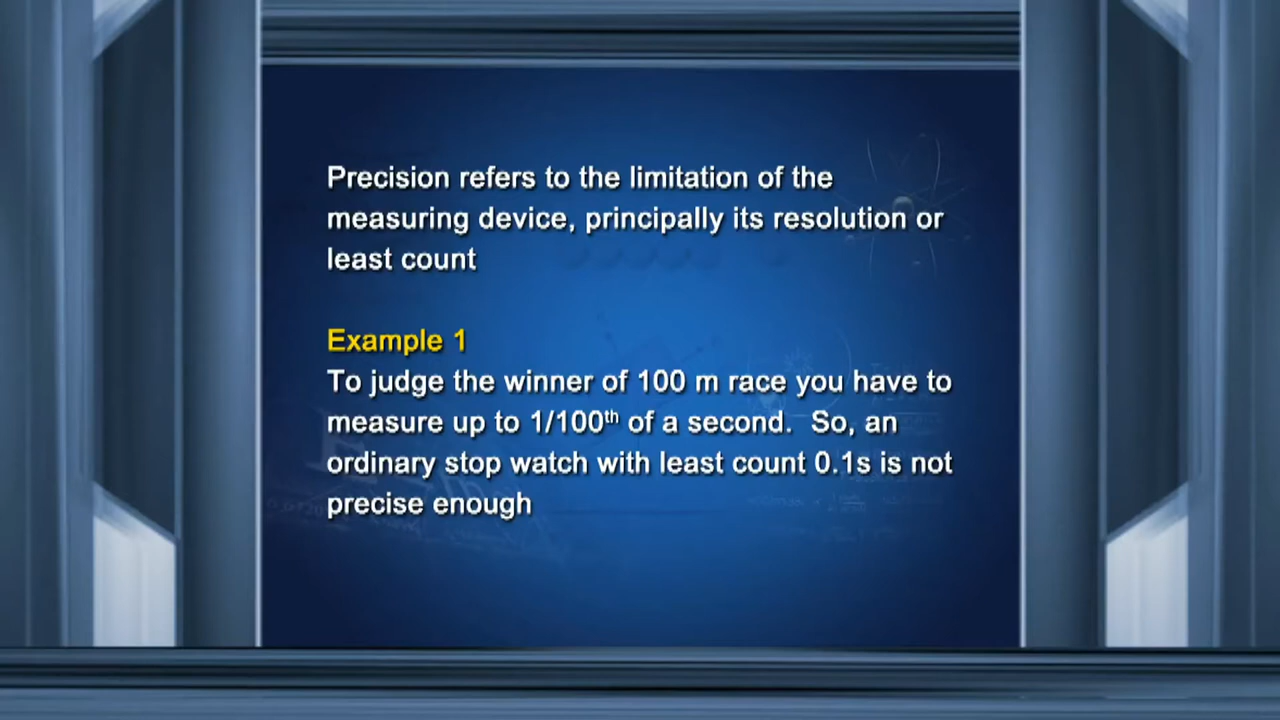 Precision refers to the limitation of the
measuring device, principally its resolution or
least count
Example 1
To judge the winner of 100 m race you have to
measure up to 1/100th of a second. So, an
ordinary stop watch with least count 0.1s is not
precise enough